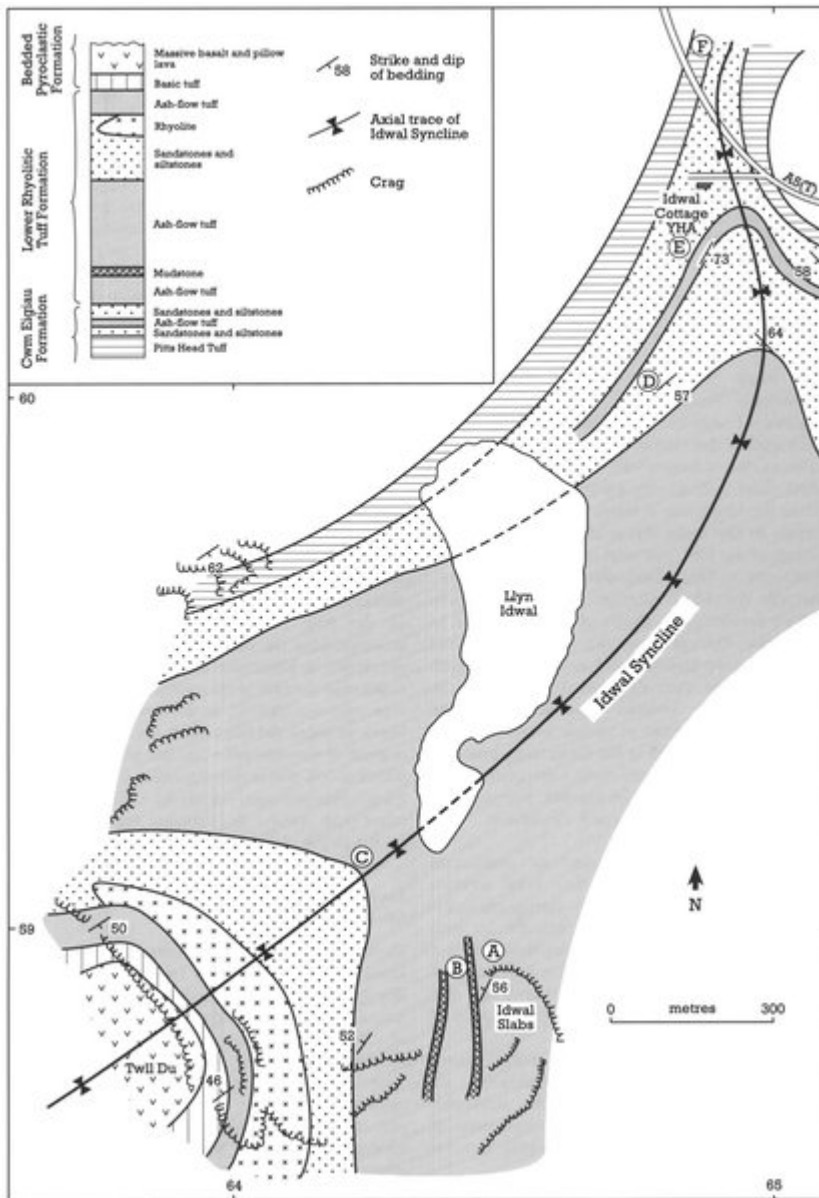 Bedded
Pyroclastic
Formation
Lower Rhyolitic
Tuff Formation
Cwm Eigiau
Formation
Massive basalt and pillow
lava
Basic tuff
Ash-flow tuff
Rhyolite
Sandstones and
siltstones
Ash-flow tuff
Mudstone
Ash-flow tuff
Sandstones and siltstones
Ash-flow tuff
Sandstones and siltstones
Pitts Head Tuff
58
Strike and dip
of bedding
Axial trace of
Idwal Syncline
Crag
F
A5(T)
Idwal
Cottage
YHA
E
73
58
64
60
D
57
62
Llyn
Idwal
Idwal Syncline
C
N
59
50
B
A
56
Idwal
Slabs
0 metres 300
52
Twll Du
46
64
65